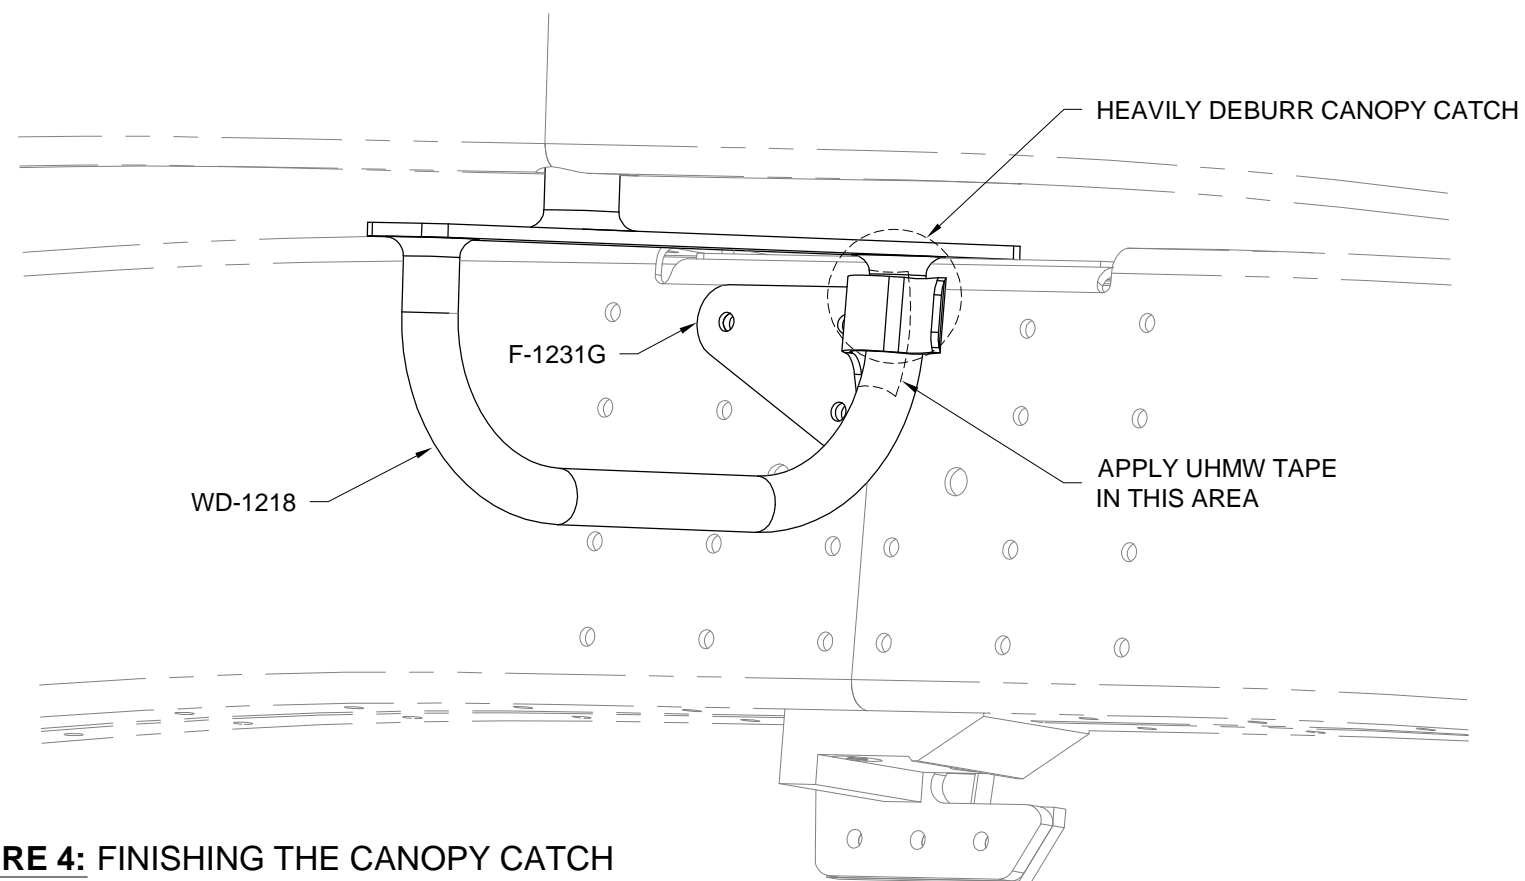 HEAVILY DEBURR CANOPY CATCH
F-1231G
WD-1218
APPLY UHMW TAPE
IN THIS AREA
RE 4: FINISHING THE CANOPY CATCH